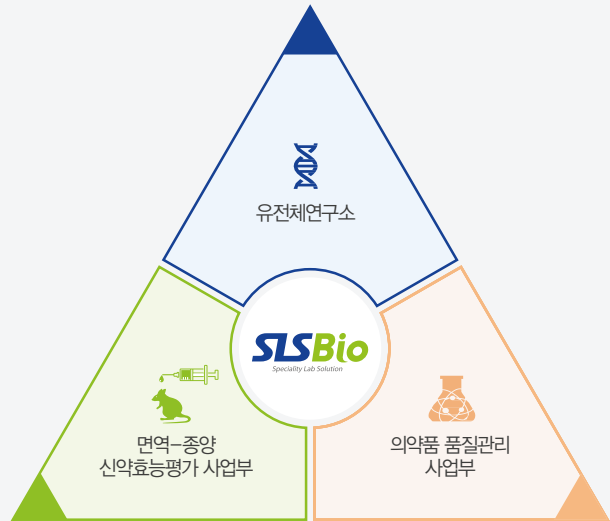 유전체연구소
SLSBio
Speciality Lab Solution
면역-종양
신약효능평가 사업부
의약품 품질관리
사업부